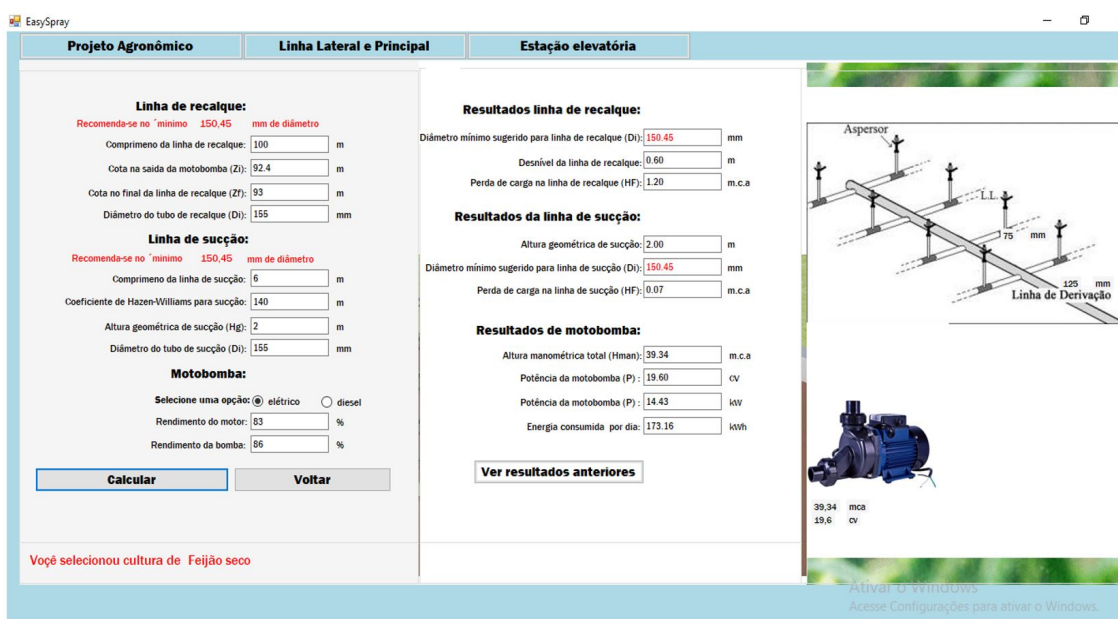 EasySpray
Projeto Agronômico
Linha Lateral e Principal
Estação elevatória
Linha de recalque:
Recomenda-se no ´minimo 150,45 mm de diâmetro
Comprimeno da linha de recalque: 100 m
Cota na saida da motobomba (Zi): 92.4 m
Cota no final da linha de recalque (Zf): 93 m
Diâmetro do tubo de recalque (Di): 155 mm
Linha de sucção:
Recomenda-se no ´minimo 150,45 mm de diâmetro
Comprimeno da linha de sucção: 6 m
Coeficiente de Hazen-Williams para sucção: 140 m
Altura geométrica de sucção (Hg): 2 m
Diâmetro do tubo de sucção (Di): 155 mm
Motobomba:
Selecione uma opção: elétrico diesel
Rendimento do motor: 83 %
Rendimento da bomba: 86 %
Calcular
Voltar
Voçê selecionou cultura de Feijão seco
Resultados linha de recalque:
Diâmetro mínimo sugerido para linha de recalque (Di): 150.45 mm
Desnível da linha de recalque: 0.60 m
Perda de carga na linha de recalque (HF): 1.20 m.c.a
Resultados da linha de sucção:
Altura geométrica de sucção: 2.00 m
Diâmetro mínimo sugerido para linha de sucção (Di): 150.45 mm
Perda de carga na linha de sucção (HF): 0.07 m.c.a
Resultados de motobomba:
Altura manométrica total (Hman): 39.34 m.c.a
Potência da motobomba (P) : 19.60 cv
Potência da motobomba (P) : 14.43 kW
Energia consumida por dia: 173.16 kWh
Ver resultados anteriores
Aspersor
L.L.
75 mm
125 mm
Linha de Derivação
39,34 mca
19,6 cv
Ativar o Windows
Acesse Configurações para ativar o Windows.